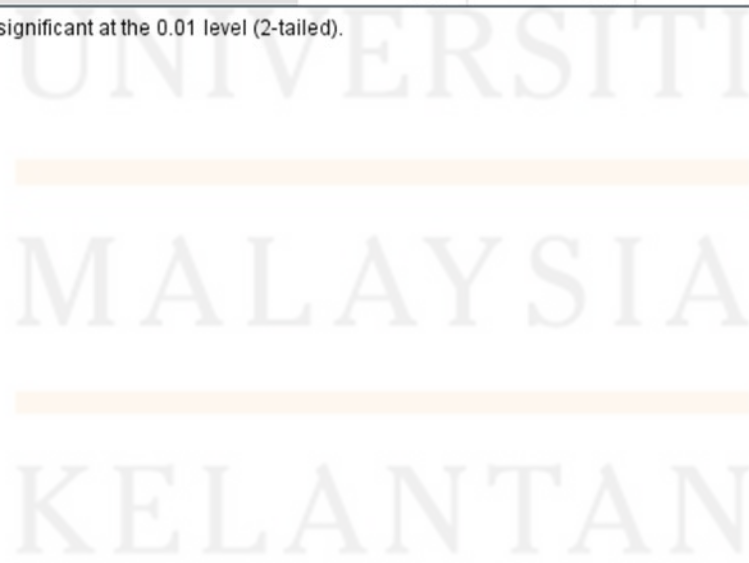 significant at the 0.01 level (2-tailed).
UNIVERSITI
MALAYSIA
KELANTAN